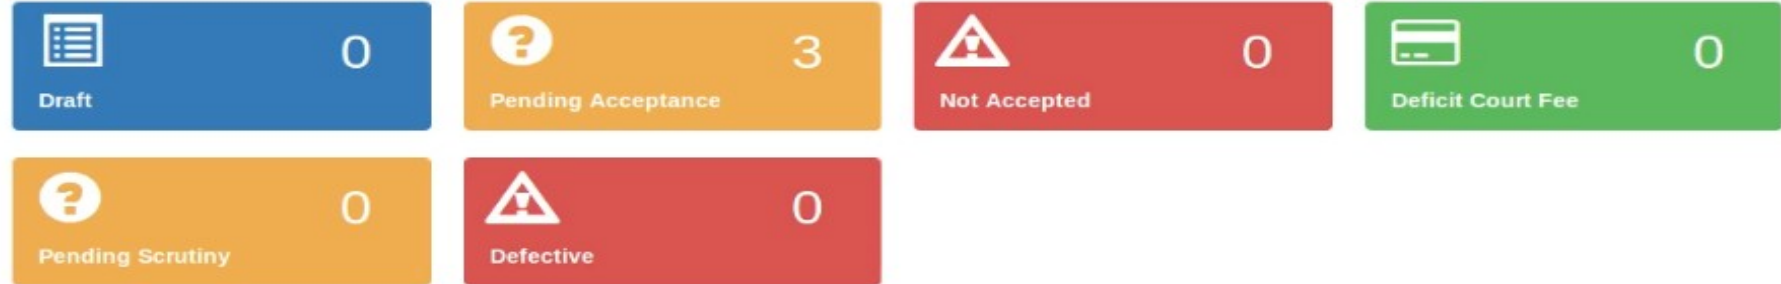 0
Draft
3
Pending Acceptance
0
Not Accepted
0
Deficit Court Fee
0
Pending Scrutiny
0
Defective